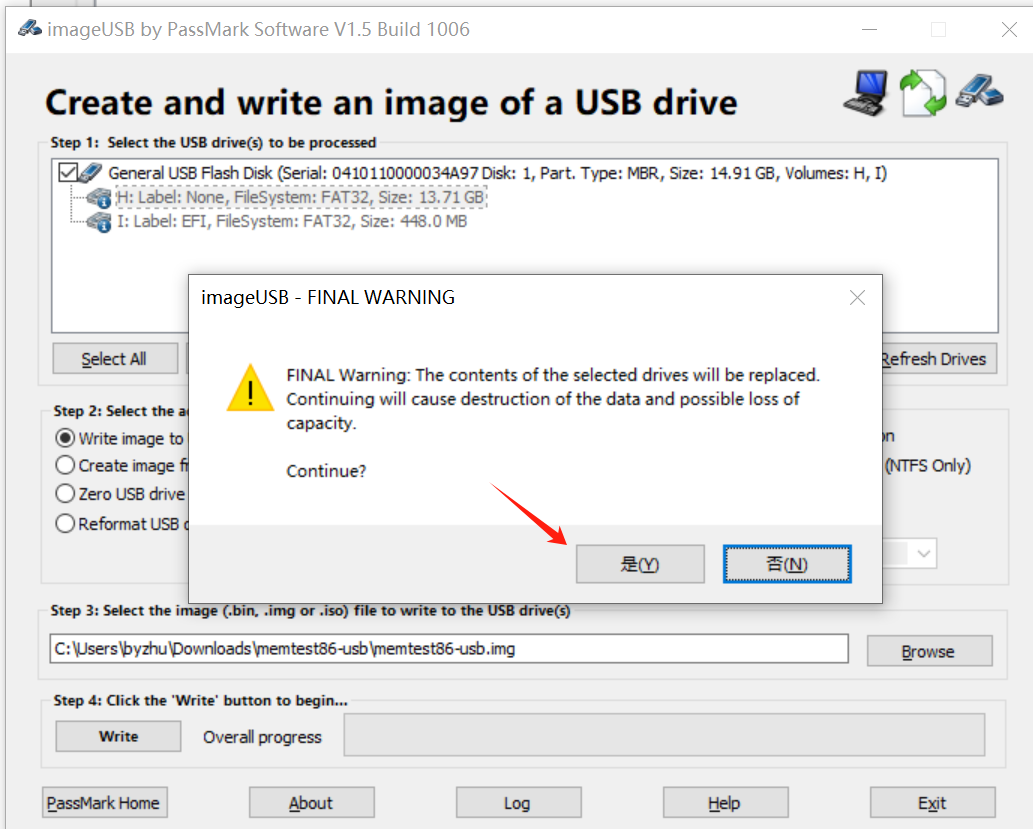 imageUSB by PassMark Software V1.5 Build 1006
Create and write an image of a USB drive
Step 1: Select the USB drive(s) to be processed
General USB Flash Disk (Serial: 0410110000034A97 Disk: 1, Part. Type: MBR, Size: 14.91 GB, Volumes: H, I)
H: Label: None, FileSystem: FAT32, Size: 13.71 GB
I: Label: EFI, FileSystem: FAT32, Size: 448.0 MB
Select All
Refresh Drives
imageUSB - FINAL WARNING
FINAL Warning: The contents of the selected drives will be replaced.
Continuing will cause destruction of the data and possible loss of
capacity.
Continue?
是(Y)
否(N)
Step 2: Select the
Write image to
(NTFS Only)
Create image
Zero USB drive
Reformat USB
Step 3: Select the image (.bin, .img or .iso) file to write to the USB drive(s)
C:\Users\byzhu\Downloads\memtest86-usb\memtest86-usb.img
Browse
Step 4: Click the 'Write' button to begin...
Write
Overall progress
PassMark Home
About
Log
Help
Exit